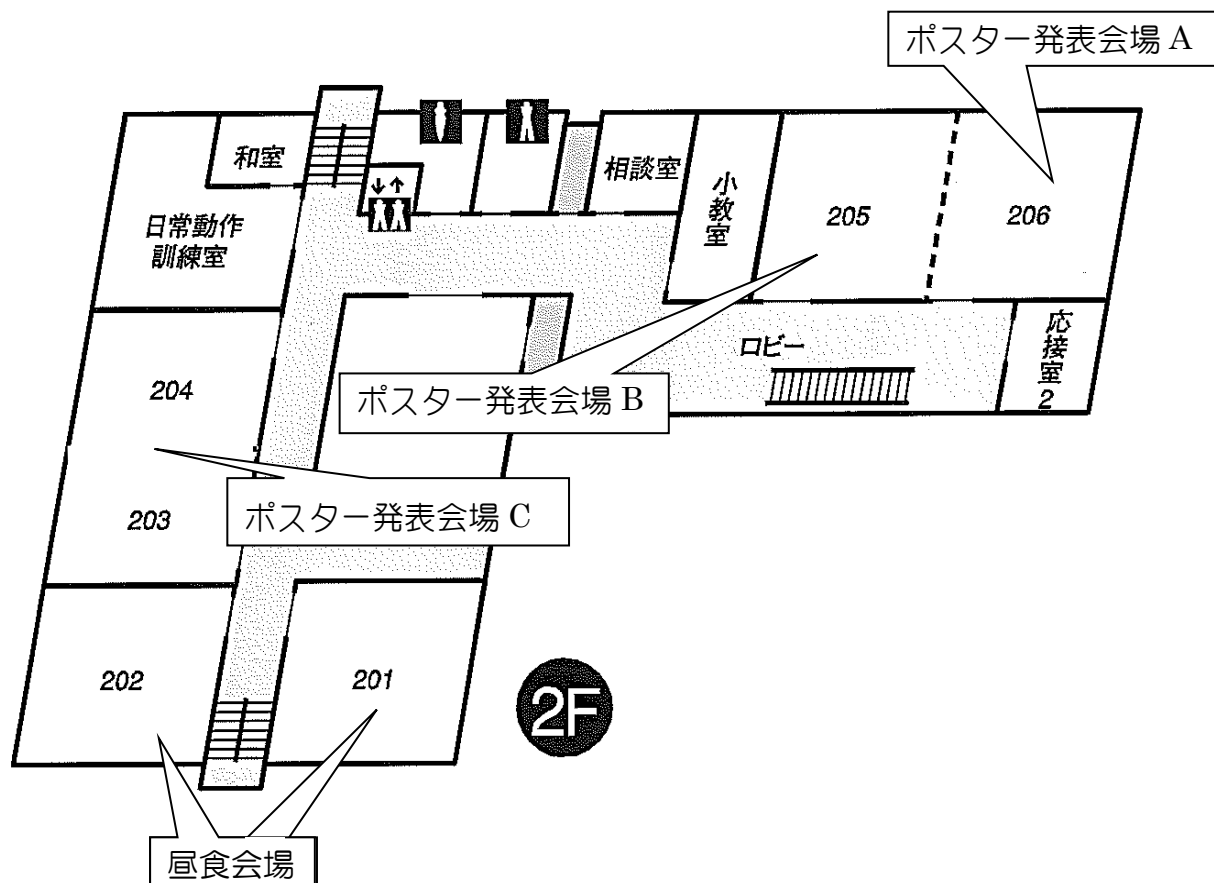 ポスター発表会場 A
和室
相談室
小教室
205
206
日常動作
訓練室
ロビー
応接室2
204
ポスター発表会場 B
203
ポスター発表会場 C
202
201
2F
昼食会場